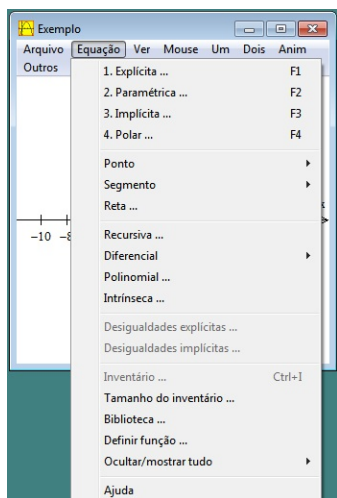 Exemplo
Arquivo Equação Ver Mouse Um Dois Anim
Outros
1. Explícita ... F1
2. Paramétrica ... F2
3. Implícita ... F3
4. Polar ... F4
Ponto
Segmento
Reta ...
Recursiva ...
Diferencial
Polinomial ...
Intrínseca ...
Desigualdades explícitas ...
Desigualdades implícitas ...
Inventário ... Ctrl+I
Tamanho do inventário ...
Biblioteca ...
Definir função ...
Ocultar/mostrar tudo
Ajuda
−10 −8